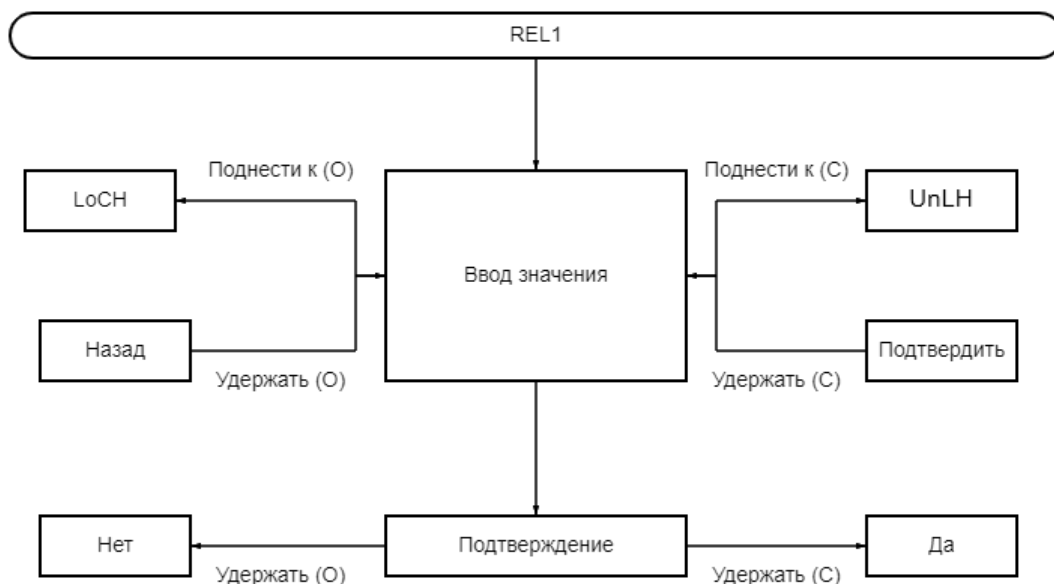 REL1
Поднести к (O)
Поднести к (C)
LoCH
UnLH
Ввод значения
Назад
Подтвердить
Удержать (O)
Удержать (C)
Нет
Подтверждение
Да
Удержать (O)
Удержать (C)